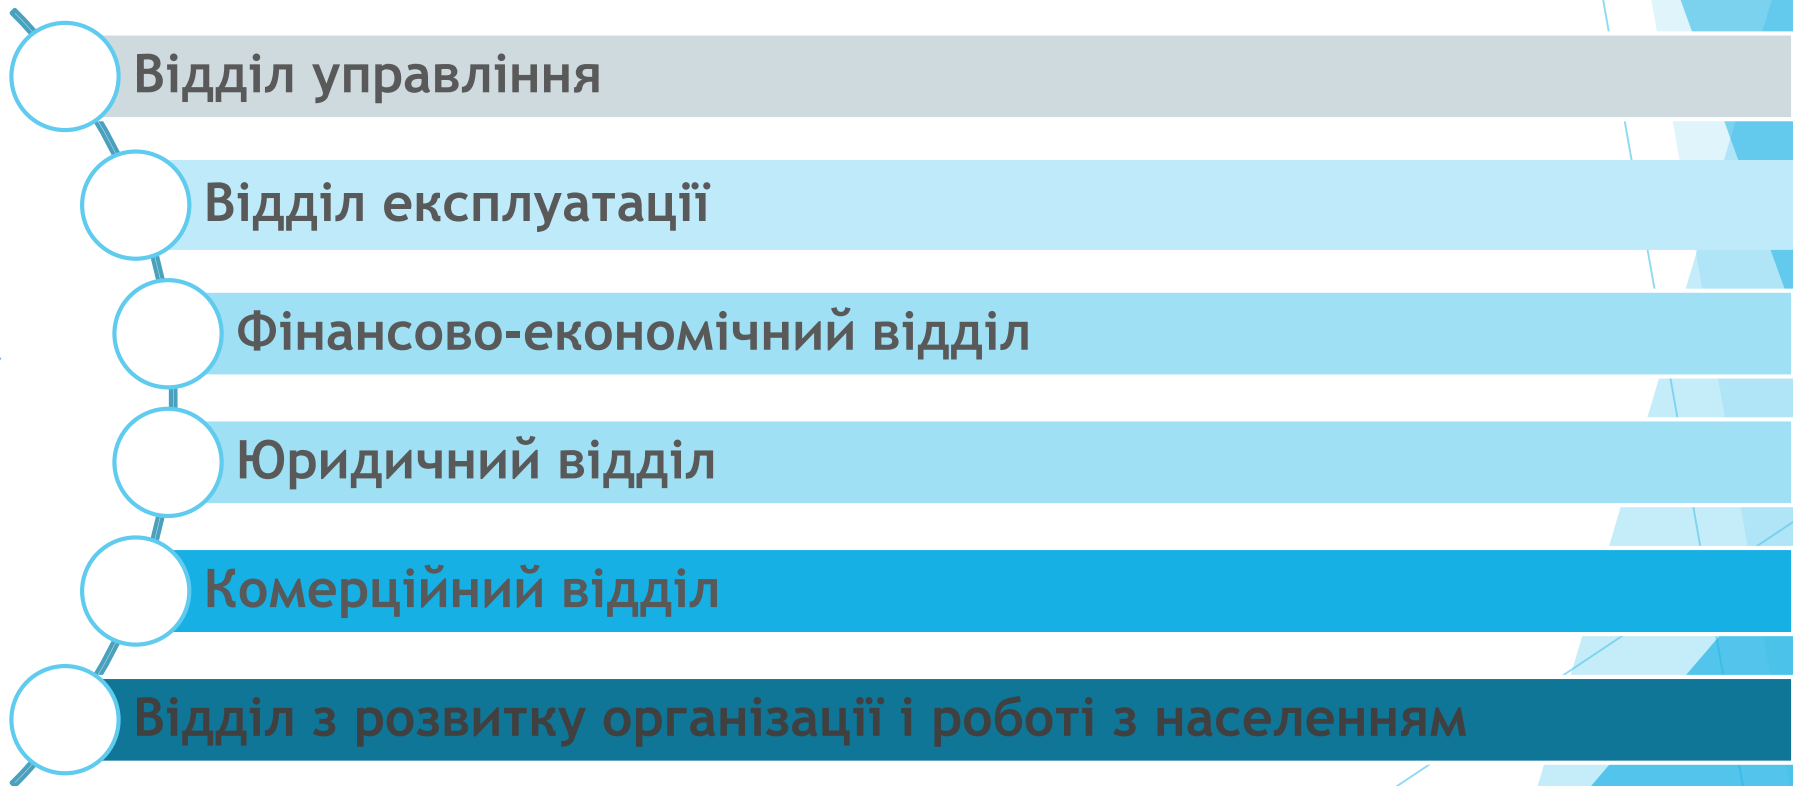 Відділ управління
Відділ експлуатації
Фінансово-економічний відділ
Юридичний відділ
Комерційний відділ
Відділ з розвитку організації і роботі з населенням